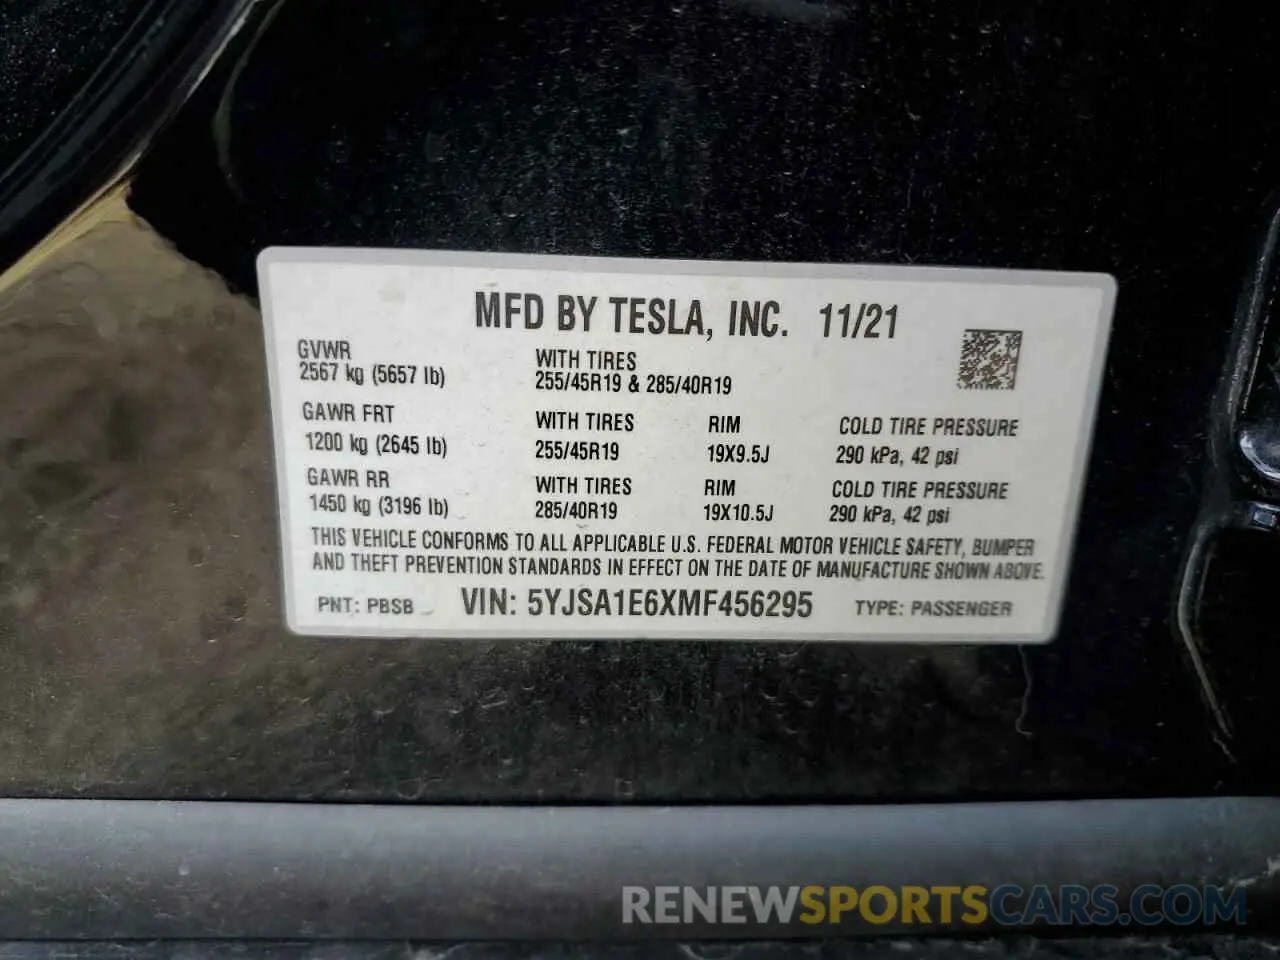 MFD BY TESLA, INC. 11/21
GVWR WITH TIRES
2567 kg (5657 lb) 255/45R19 & 285/40R19
GAWR FRT WITH TIRES RIM COLD TIRE PRESSURE
1200 kg (2645 lb) 255/45R19 19X9.5J 290 kPa, 42 psi
GAWR RR WITH TIRES RIM COLD TIRE PRESSURE
1450 kg (3196 lb) 285/40R19 19X10.5J 290 kPa, 42 psi
THIS VEHICLE CONFORMS TO ALL APPLICABLE U.S. FEDERAL MOTOR VEHICLE SAFETY, BUMPER
AND THEFT PREVENTION STANDARDS IN EFFECT ON THE DATE OF MANUFACTURE SHOWN ABOVE.
PNT: PBSB VIN: 5YJSA1E6XMF456295 TYPE: PASSENGER
RENEWSPORTSCARS.COM